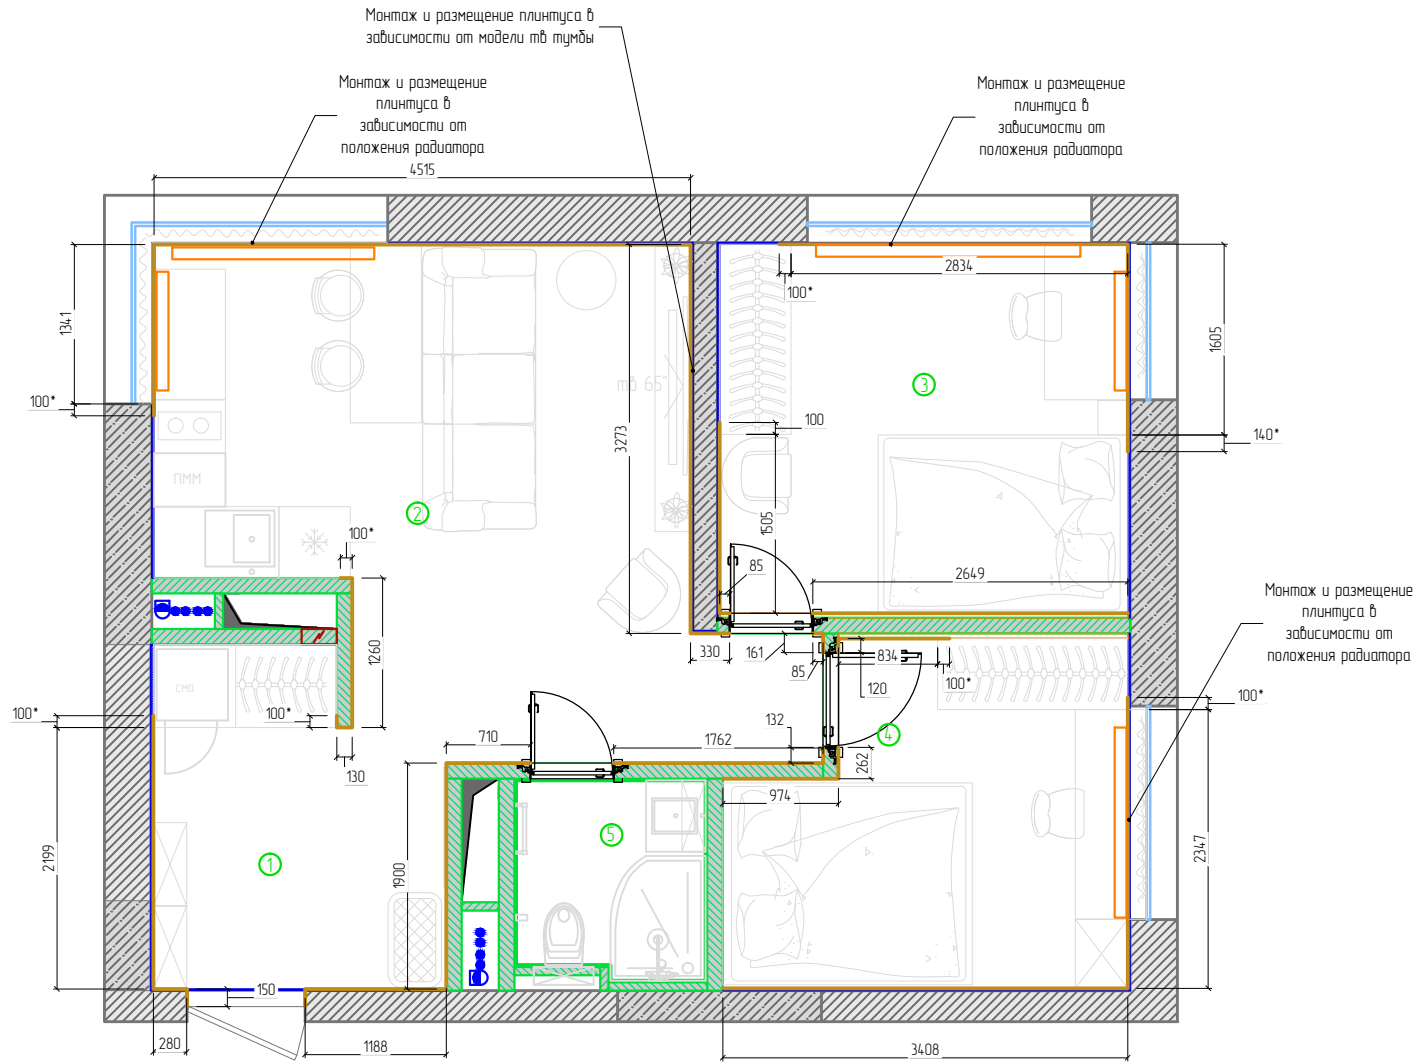 Монтаж и размещение плинтуса в
зависимости от модели тв тумбы
Монтаж и размещение
плинтуса в
зависимости от
положения радиатора
Монтаж и размещение
плинтуса в
зависимости от
положения радиатора
4515
2834
100*
1341
1605
100*
тв 65"
3
100
140*
3273
ПММ
2
1505
100*
85
2649
Монтаж и размещение
плинтуса в
зависимости от
положения радиатора
1260
330
161
85
834
120
100*
100*
СМА
100*
100*
710
1762
132
4
262
130
974
5
2199
1
1900
2347
150
280
1188
3408